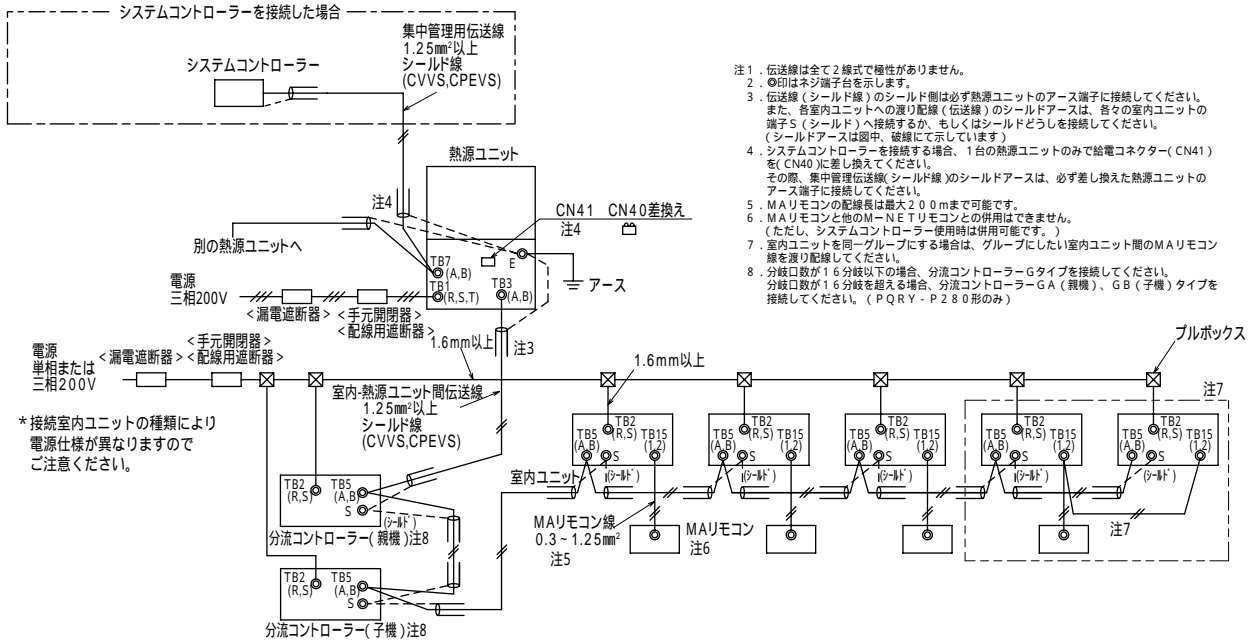 システムコントローラーを接続した場合
集中管理用伝送線
1.25mm²以上
シールド線
(CVVS,CPEVS)
システムコントローラー
注1．伝送線は全て2線式で極性がありません。
2．◎印はネジ端子台を示します。
3．伝送線（シールド線）のシールド側は必ず熱源ユニットのアース端子に接続してください。
また、各室内ユニットへの渡り配線（伝送線）のシールドアースは、各々の室内ユニットの
端子S（シールド）へ接続するか、もしくはシールドどうしを接続してください。
（シールドアースは図中、破線にて示しています）
4．システムコントローラーを接続する場合、1台の熱源ユニットのみで給電コネクター(CN41)
を(CN40)に差し換えてください。
その際、集中管理伝送線(シールド線)のシールドアースは、必ず差し換えた熱源ユニットの
アース端子に接続してください。
5．MAリモコンの配線長は最大200mまで可能です。
6．MAリモコンと他のM－NETリモコンとの併用はできません。
（ただし、システムコントローラー使用時は併用可能です。）
7．室内ユニットを同一グループにする場合は、グループにしたい室内ユニット間のMAリモコン
線を渡り配線してください。
8．分岐口数が16分岐以下の場合、分流コントローラーGタイプを接続してください。
分岐口数が16分岐を超える場合、分流コントローラーGA（親機）、GB（子機）タイプを
接続してください。（PQRY-P280形のみ）
熱源ユニット
注4
CN41 CN40差換え
注4
別の熱源ユニットへ
TB7
(A,B)
E
アース
電源
三相200V
TB1
(R,S,T)
TB3
(A,B)
<漏電遮断器>
<手元開閉器>
<配線用遮断器>
注3
電源
単相または
三相200V
<漏電遮断器>
<手元開閉器>
<配線用遮断器>
1.6mm以上
1.6mm以上
プルボックス
*接続室内ユニットの種類により
電源仕様が異なりますので
ご注意ください。
室内-熱源ユニット間伝送線
1.25mm²以上
シールド線
(CVVS,CPEVS)
注7
TB5
(A,B)
TB2
(R,S)
TB15
(1,2)
S
(シールド)
TB5
(A,B)
TB2
(R,S)
TB15
(1,2)
S
(シールド)
TB5
(A,B)
TB2
(R,S)
TB15
(1,2)
S
(シールド)
TB5
(A,B)
TB2
(R,S)
TB15
(1,2)
S
(シールド)
TB5
(A,B)
TB2
(R,S)
TB15
(1,2)
S
(シールド)
室内ユニット
MAリモコン線
0.3~1.25mm²
注5
MAリモコン
注6
注7
TB2
(R,S)
TB5
(A,B)
S
(シールド)
分流コントローラー(親機)注8
TB2
(R,S)
TB5
(A,B)
S
分流コントローラー(子機)注8